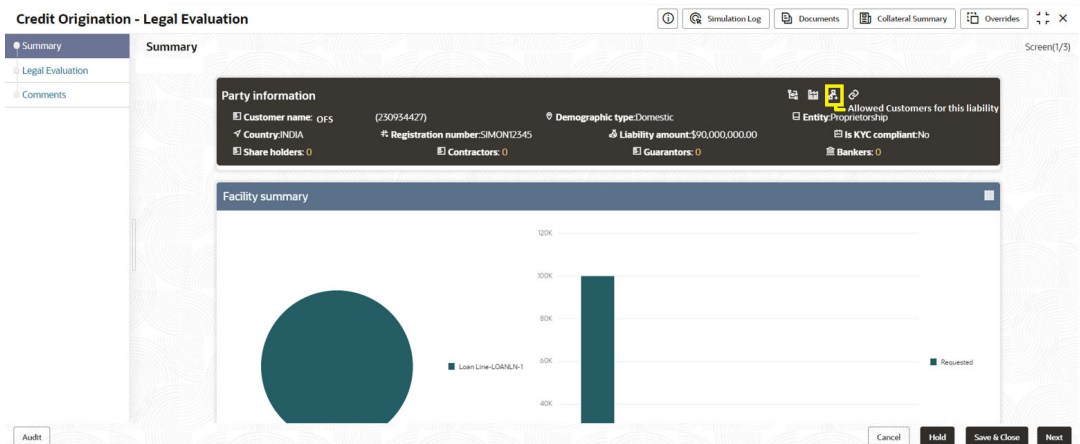 Credit Origination - Legal Evaluation
Simulation Log
Documents
Collateral Summary
Overrides
Summary
Legal Evaluation
Comments
Summary
Screen(1/3)
Party information
Allowed Customers for this liability
Customer name: OFS (230934427) Demographic type:Domestic Entity:Proprietorship
Country:INDIA Registration number:SIMON12345 Liability amount:$90,000,000.00 Is KYC compliant:No
Share holders: 0 Contractors: 0 Guarantors: 0 Bankers: 0
Facility summary
120K
100K
80K
60K
40K
Loan Line-LOANLN-1
Requested
Audit
Cancel
Hold
Save & Close
Next